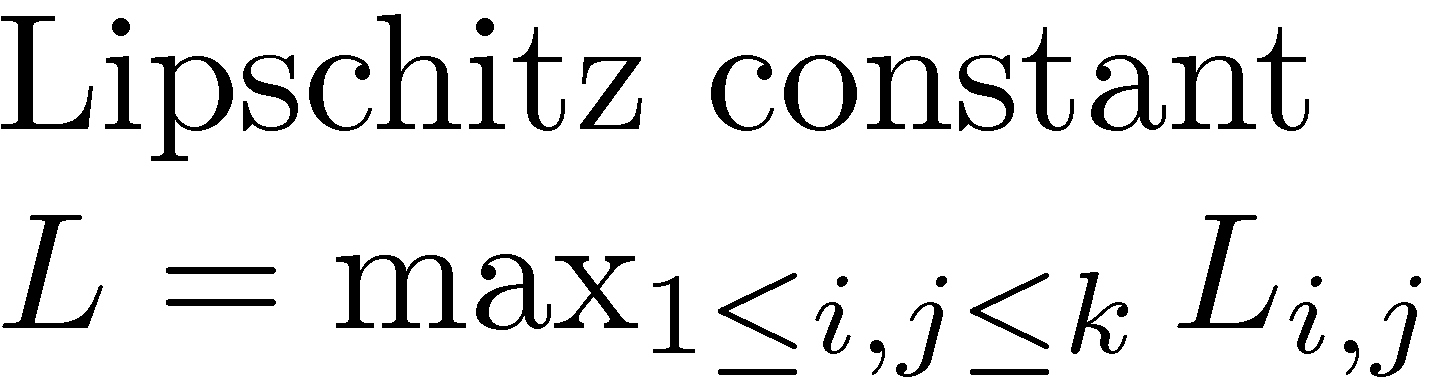 Lipschitz constant
L = max_{1≤i,j≤k} L_{i,j}